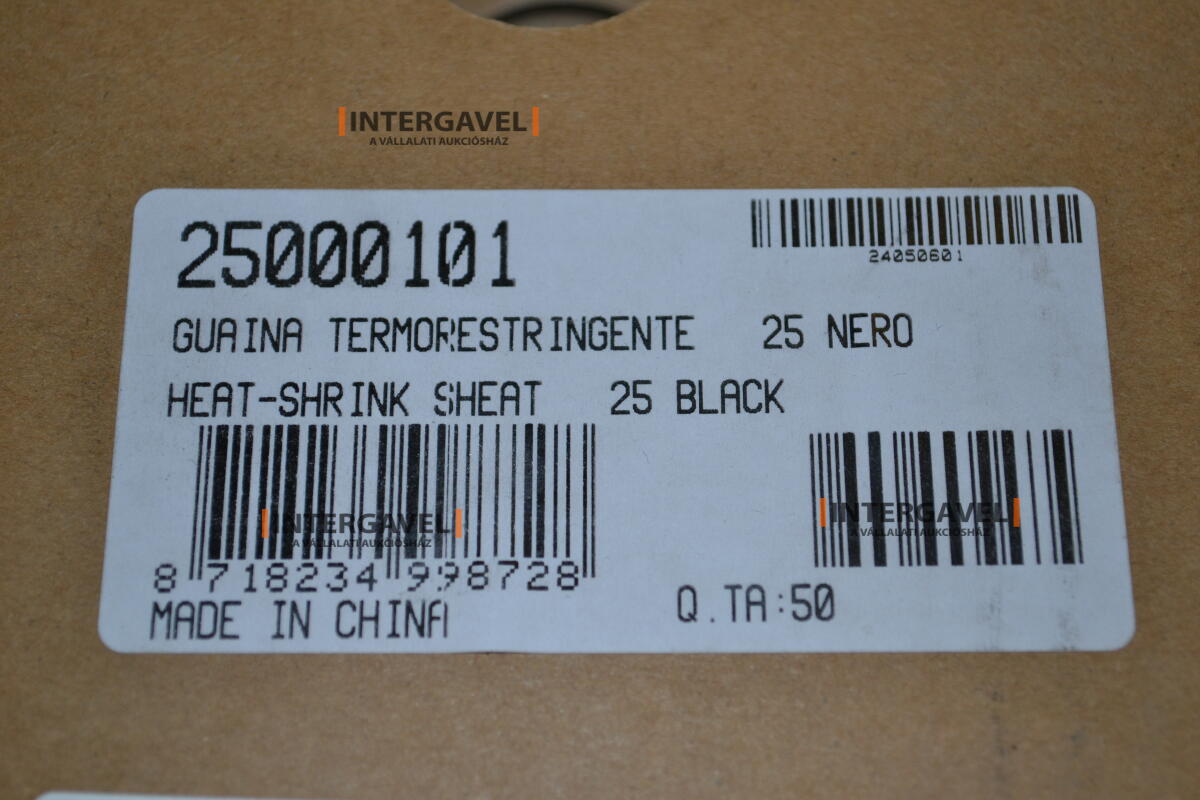 INTERGAVEL
A VÁLLALATI AUKCIÓSHÁZ
25000101
24050601
GUAINA TERMORESTRINGENTE 25 NERO
HEAT-SHRINK SHEAT 25 BLACK
INTERGAVEL
A VÁLLALATI AUKCIÓSHÁZ
INTERGAVEL
A VÁLLALATI AUKCIÓSHÁZ
8 718234 998728
MADE IN CHINA
Q.TA:50